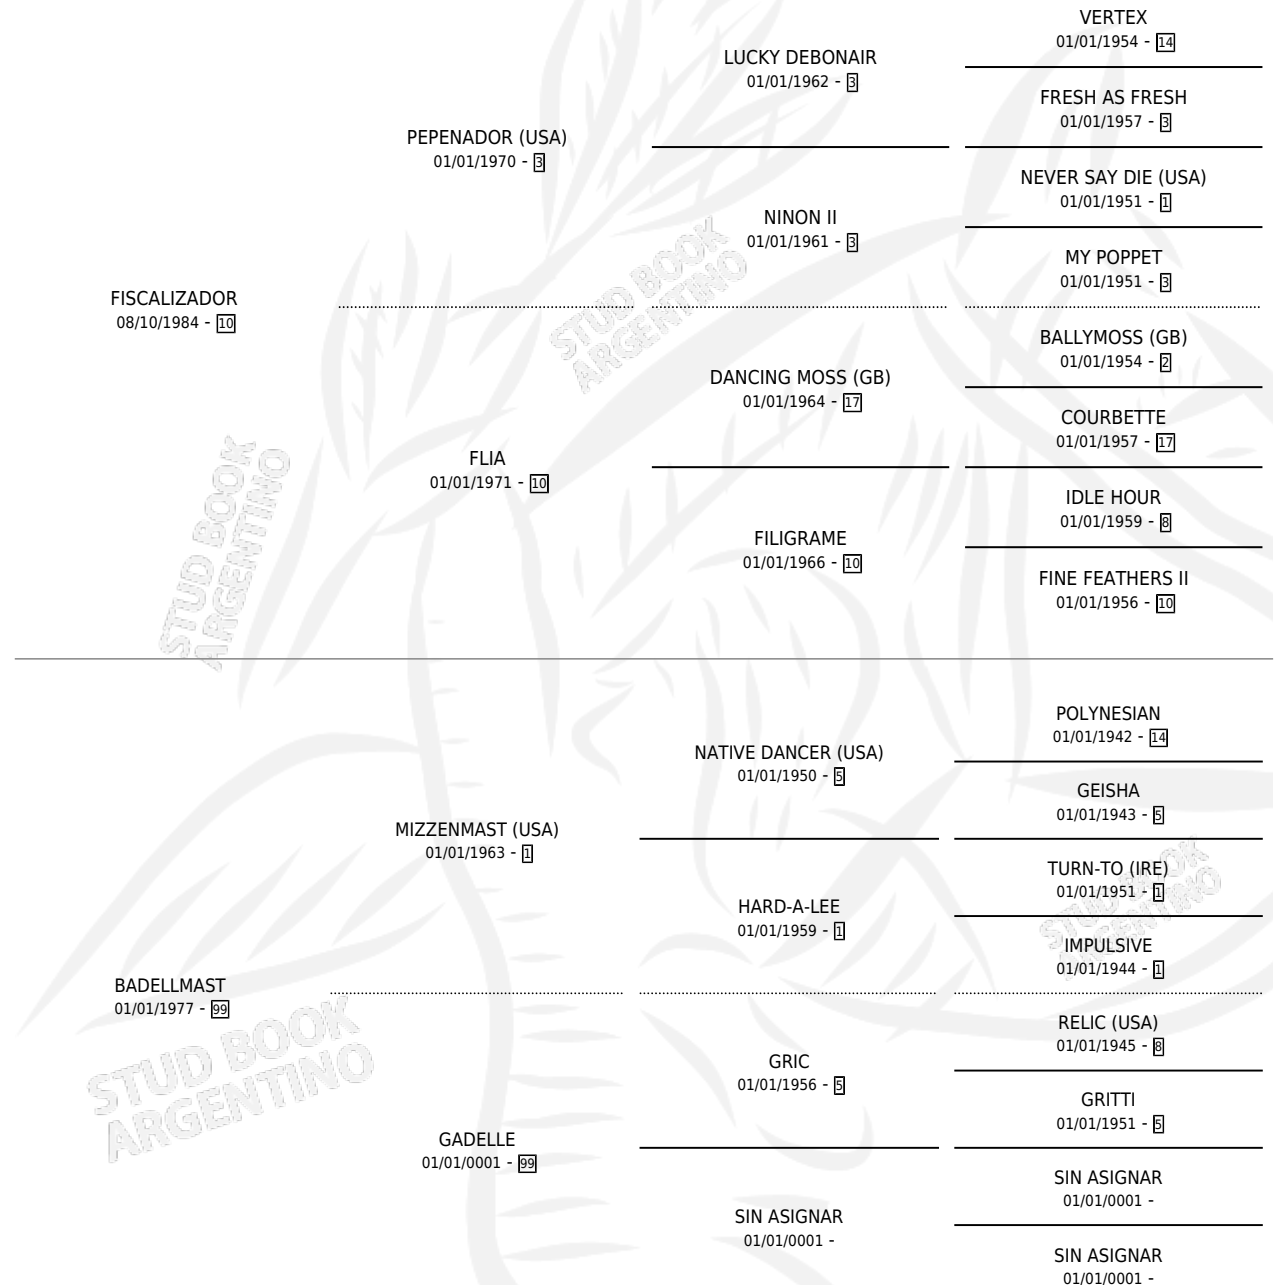 VERTEX
01/01/1954 - 14
LUCKY DEBONAIR
01/01/1962 - 3
FRESH AS FRESH
01/01/1957 - 3
PEPENADOR (USA)
01/01/1970 - 3
NEVER SAY DIE (USA)
01/01/1951 - 1
NINON II
01/01/1961 - 3
MY POPPET
01/01/1951 - 3
FISCALIZADOR
08/10/1984 - 10
BALLYMOSS (GB)
01/01/1954 - 2
DANCING MOSS (GB)
01/01/1964 - 17
COURBETTE
01/01/1957 - 17
FLIA
01/01/1971 - 10
IDLE HOUR
01/01/1959 - 8
FILIGRAME
01/01/1966 - 10
FINE FEATHERS II
01/01/1956 - 10
STUD BOOK
ARGENTINO
STUD BOOK
ARGENTINO
POLYNESIAN
01/01/1942 - 14
NATIVE DANCER (USA)
01/01/1950 - 5
GEISHA
01/01/1943 - 5
MIZZENMAST (USA)
01/01/1963 - 1
TURN-TO (IRE)
01/01/1951 - 1
HARD-A-LEE
01/01/1959 - 1
IMPULSIVE
01/01/1944 - 1
BADELLMAST
01/01/1977 - 99
RELIC (USA)
01/01/1945 - 8
GRIC
01/01/1956 - 5
GRITTI
01/01/1951 - 5
GADELLE
01/01/0001 - 99
SIN ASIGNAR
01/01/0001 -
SIN ASIGNAR
01/01/0001 -
SIN ASIGNAR
01/01/0001 -
STUD BOOK
ARGENTINO
STUD BOOK
ARGENTINO